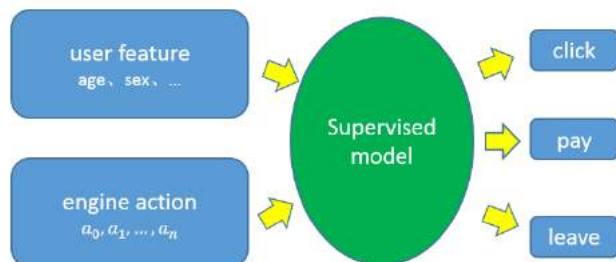 user feature
age、sex、...
engine action
a₀, a₁, ..., aₙ
Supervised
model
click
pay
leave